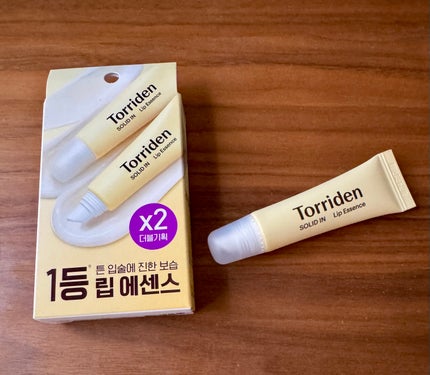 Torriden
SOLID IN Lip Essence
Torriden
SOLID IN Lip Essence
x2
더블기획
1등
튼 입술에 진한 보습
립 에센스
Torriden
SOLID IN Lip Essence